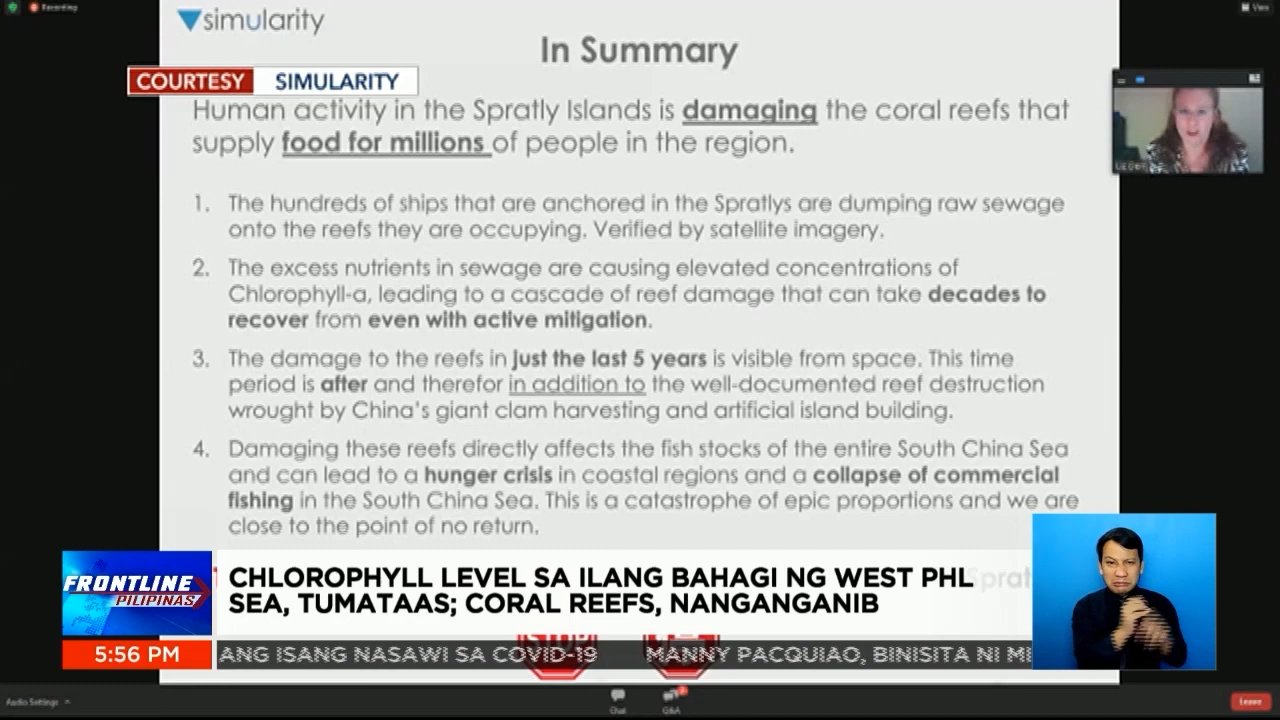 Recording
View
simularity
In Summary
COURTESY SIMULARITY
Human activity in the Spratly Islands is damaging the coral reefs that
supply food for millions of people in the region.
1. The hundreds of ships that are anchored in the Spratlys are dumping raw sewage
onto the reefs they are occupying. Verified by satellite imagery.
2. The excess nutrients in sewage are causing elevated concentrations of
Chlorophyll-a, leading to a cascade of reef damage that can take decades to
recover from even with active mitigation.
3. The damage to the reefs in just the last 5 years is visible from space. This time
period is after and therefor in addition to the well-documented reef destruction
wrought by China's giant clam harvesting and artificial island building.
4. Damaging these reefs directly affects the fish stocks of the entire South China Sea
and can lead to a hunger crisis in coastal regions and a collapse of commercial
fishing in the South China Sea. This is a catastrophe of epic proportions and we are
close to the point of no return.
FRONTLINE
PILIPINAS
CHLOROPHYLL LEVEL SA ILANG BAHAGI NG WEST PHL
SEA, TUMATAAS; CORAL REEFS, NANGANGANIB
5:56 PM
ANG ISANG NASAWI SA COVID-19 MANNY PACQUIAO, BINISITA NI MI
Audio Settings
Chat
Q&A
Leave